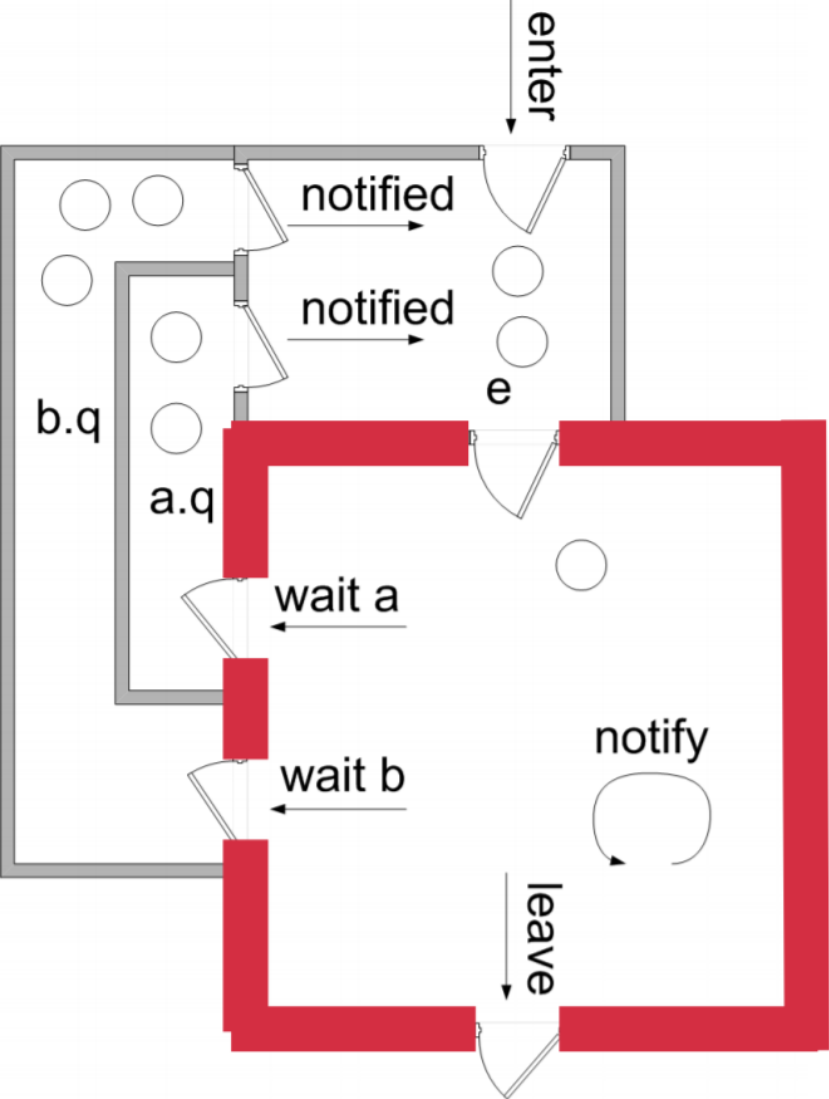 enter
notified
notified
e
b.q
a.q
wait a
notify
wait b
leave